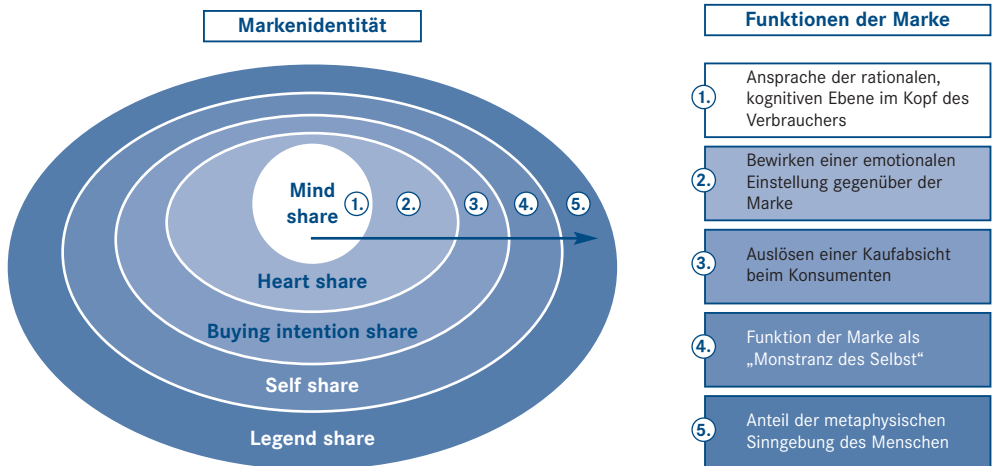 Markenidentität
Mind
share
1.
2.
3.
4.
5.
Heart share
Buying intention share
Self share
Legend share
Funktionen der Marke
1.
Ansprache der rationalen,
kognitiven Ebene im Kopf des
Verbrauchers
2.
Bewirken einer emotionalen
Einstellung gegenüber der
Marke
3.
Auslösen einer Kaufabsicht
beim Konsumenten
4.
Funktion der Marke als
„Monstranz des Selbst“
5.
Anteil der metaphysischen
Sinngebung des Menschen